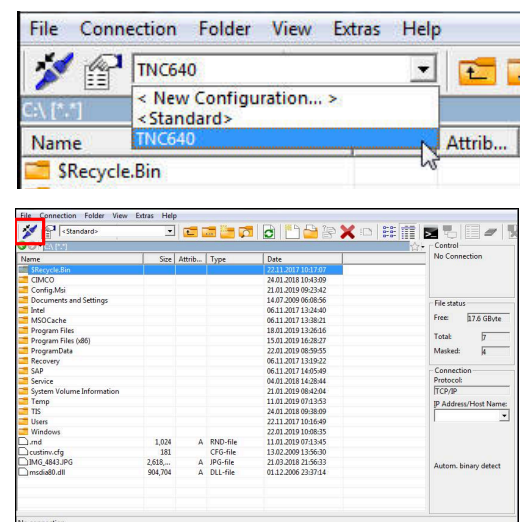 File Connection Folder View Extras Help
TNC640
C:\ [*.*]
< New Configuration... >
<Standard>
TNC640
Name Attrib...
$Recycle.Bin
File Connection Folder View Extras Help
<Standard>
Control
No Connection
Name Size Attrib... Type Date
$Recycle.Bin 22.11.2017 10:17:07
CIMCO 24.01.2018 10:43:09
Config.Msi 21.01.2019 09:23:42
Documents and Settings 14.07.2009 06:08:56
Intel 06.11.2017 13:24:40
MSOCache 06.11.2017 13:38:21
Program Files 18.01.2019 13:26:16
Program Files (x86) 15.01.2019 16:28:27
ProgramData 22.01.2019 08:59:55
Recovery 06.11.2017 13:19:22
SAP 06.11.2017 14:05:49
Service 04.01.2018 14:28:44
System Volume Information 21.01.2019 08:42:04
Temp 11.01.2019 07:13:53
TIS 24.01.2018 09:38:09
Users 22.11.2017 10:16:49
Windows 22.01.2019 10:08:35
.rnd 1,024 A RND-file 11.01.2019 07:13:45
custinv.cfg 181 CFG-file 13.02.2009 13:56:30
IMG_4843.JPG 2,618,... A JPG-file 21.03.2018 21:56:33
msdia80.dll 904,704 A DLL-file 01.12.2006 23:37:14
File status
Free: 17.6 GByte
Total: 7
Masked: 4
Connection
Protocol:
TCP/IP
IP Address/Host Name:
Autom. binary detect